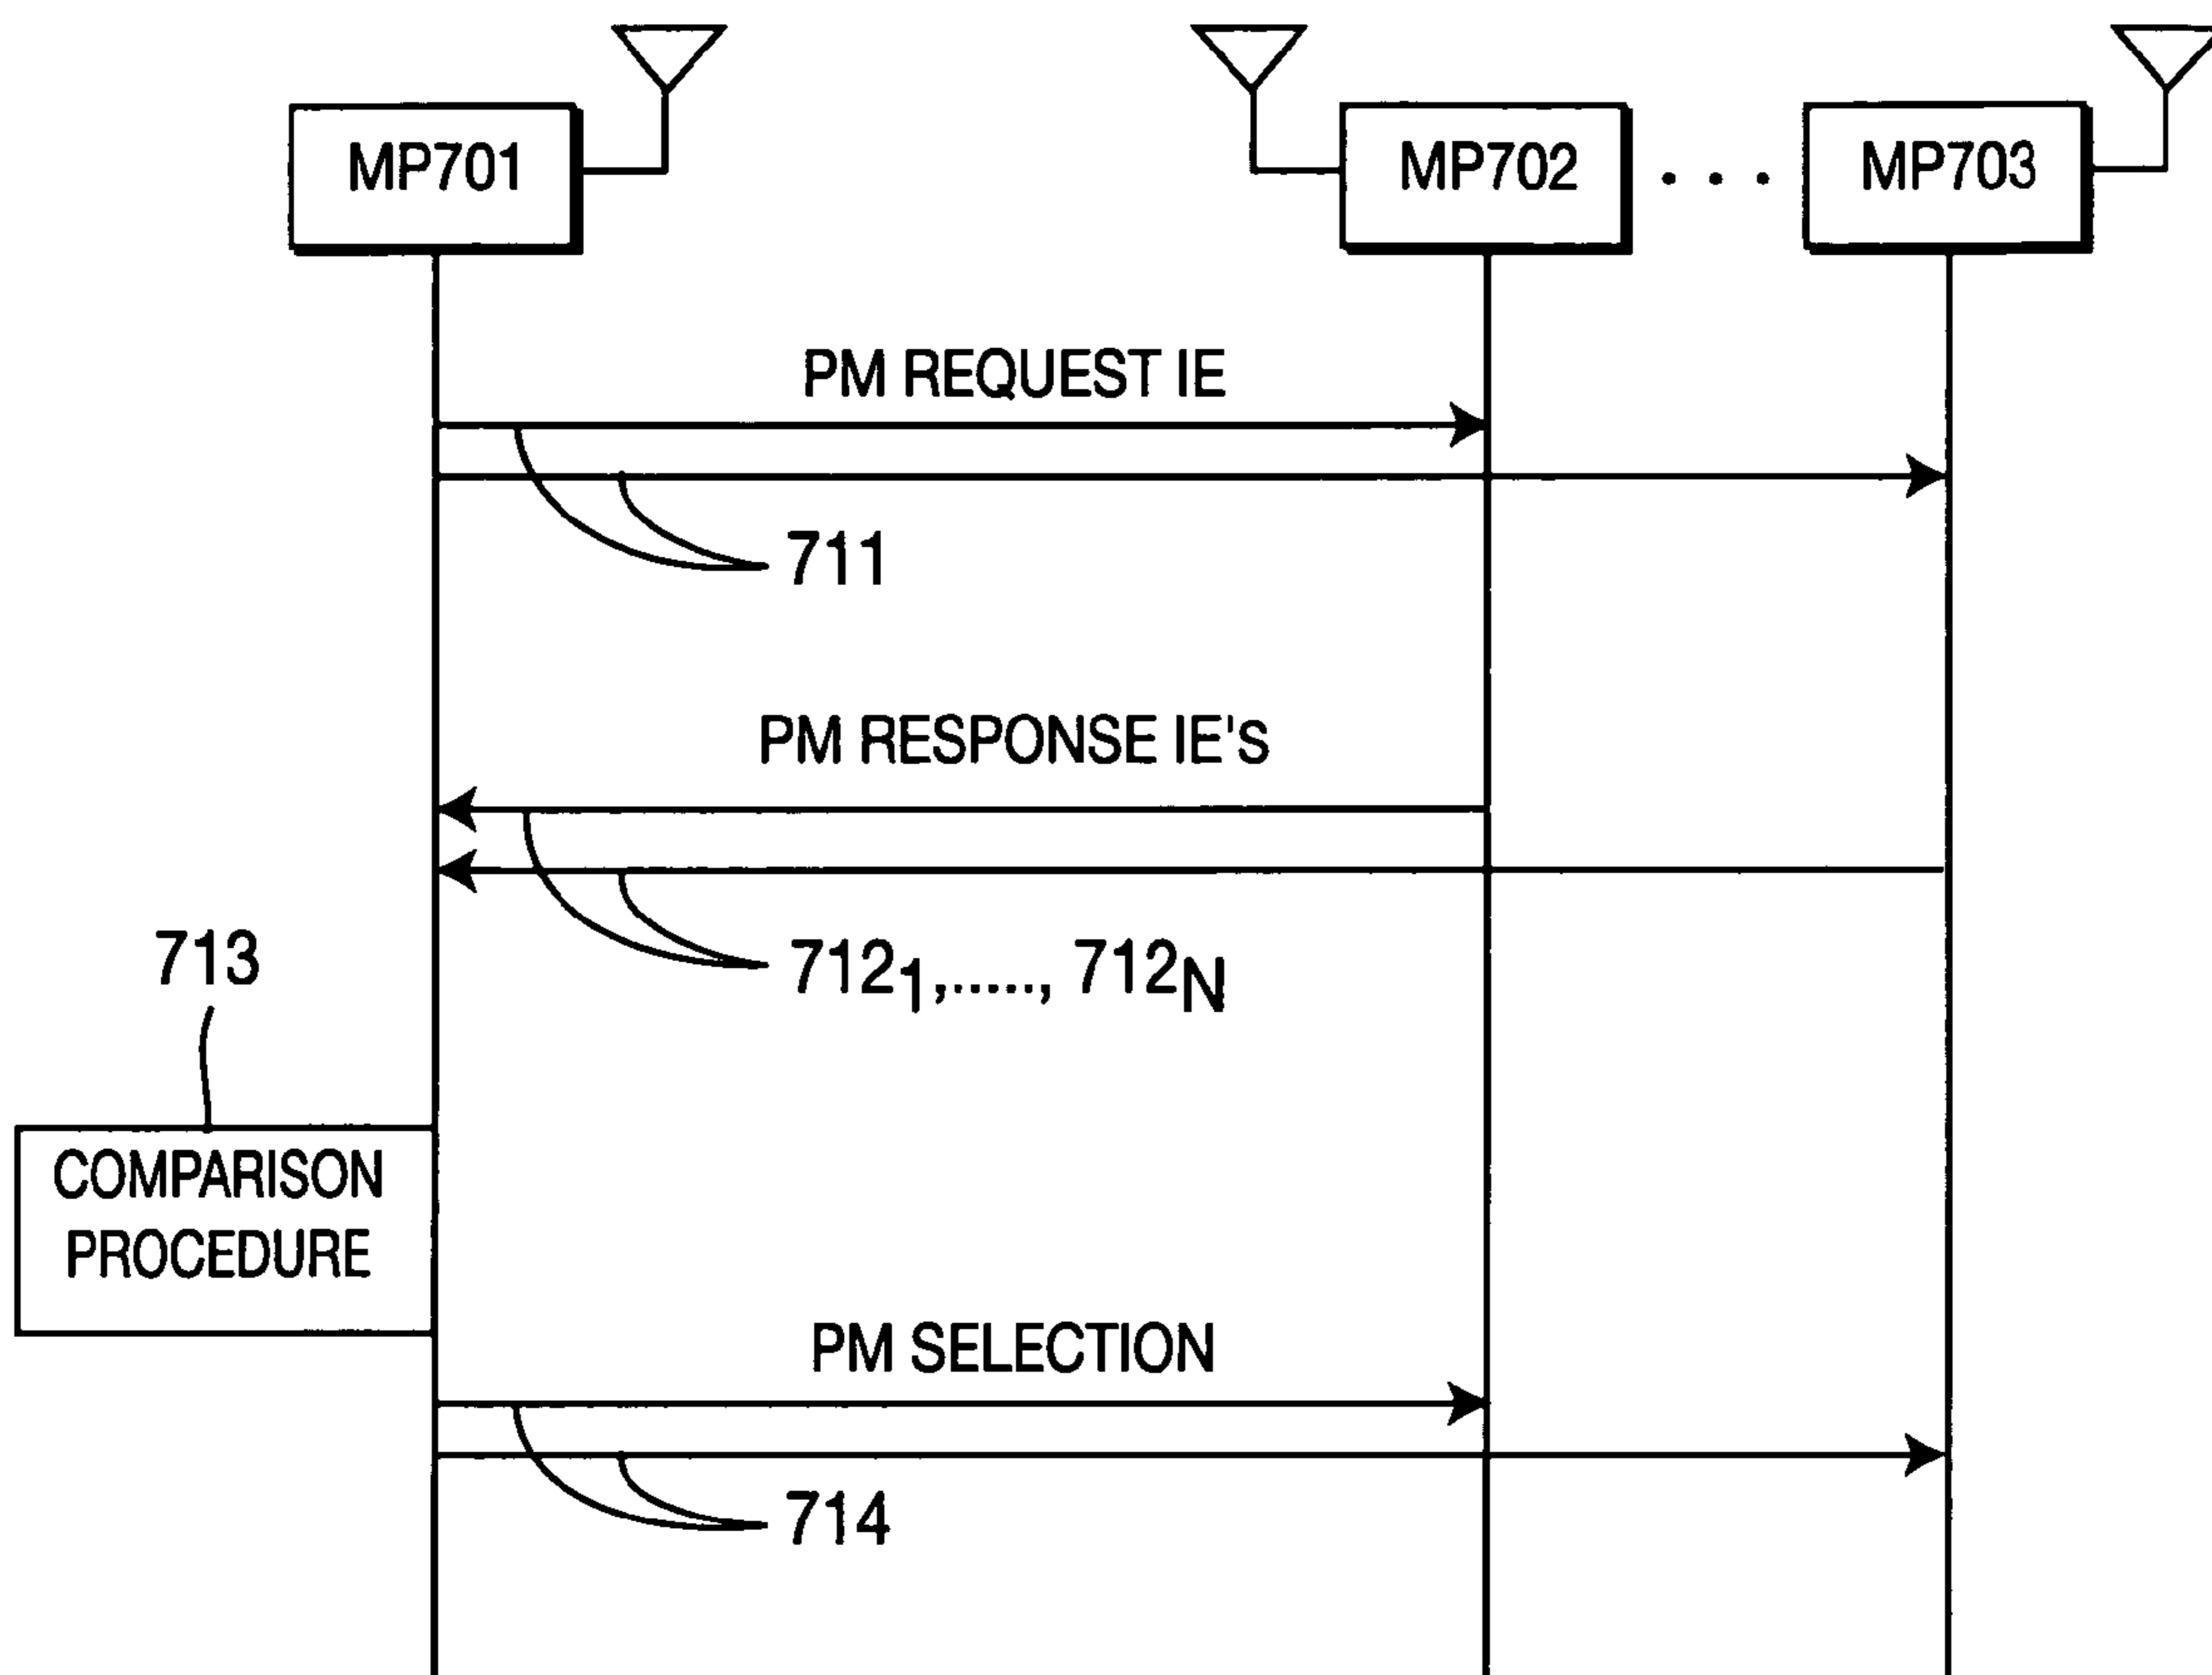 MP701
MP702 . . . MP703
PM REQUEST IE
711
PM RESPONSE IE'S
712₁,....., 712N
713
COMPARISON
PROCEDURE
PM SELECTION
714